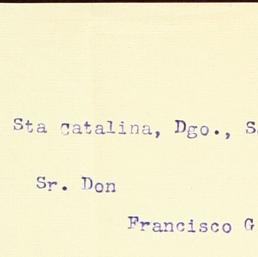 Sta catalina, Dgo., S
Sr. Don
Francisco G